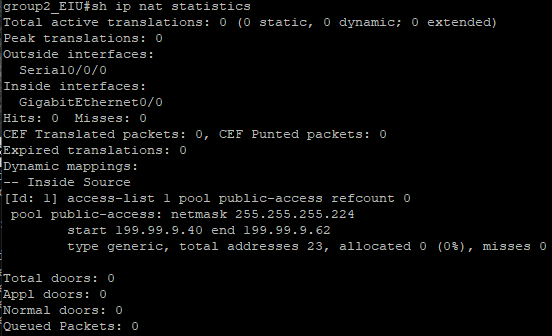 group2_EIU#sh ip nat statistics
Total active translations: 0 (0 static, 0 dynamic; 0 extended)
Peak translations: 0
Outside interfaces:
  Serial0/0/0
Inside interfaces:
  GigabitEthernet0/0
Hits: 0  Misses: 0
CEF Translated packets: 0, CEF Punted packets: 0
Expired translations: 0
Dynamic mappings:
-- Inside Source
[Id: 1] access-list 1 pool public-access refcount 0
 pool public-access: netmask 255.255.255.224
        start 199.99.9.40 end 199.99.9.62
        type generic, total addresses 23, allocated 0 (0%), misses 0

Total doors: 0
Appl doors: 0
Normal doors: 0
Queued Packets: 0